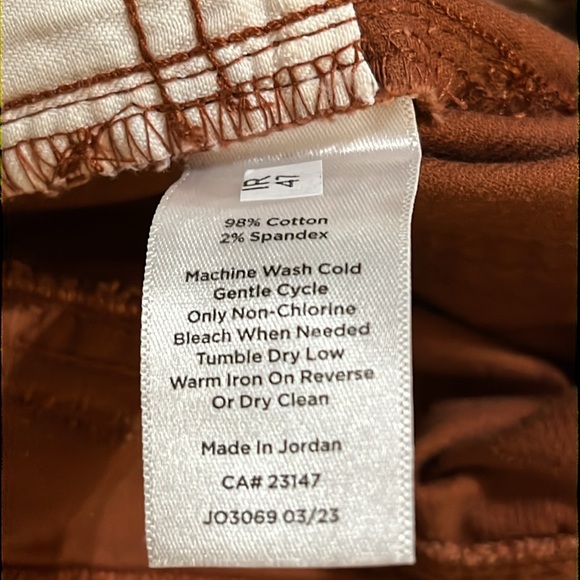 IR
47
98% Cotton
2% Spandex
Machine Wash Cold
Gentle Cycle
Only Non-Chlorine
Bleach When Needed
Tumble Dry Low
Warm Iron On Reverse
Or Dry Clean
Made In Jordan
CA# 23147
JO3069 03/23